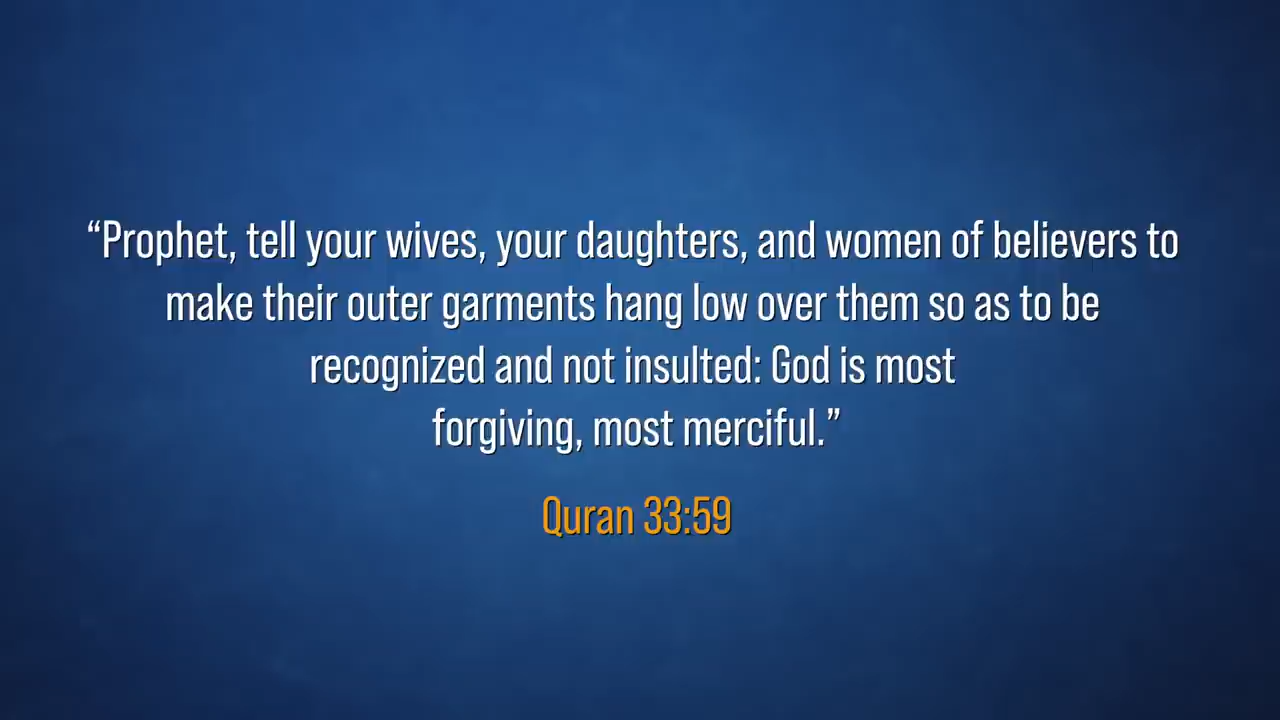 “Prophet, tell your wives, your daughters, and women of believers to
make their outer garments hang low over them so as to be
recognized and not insulted: God is most
forgiving, most merciful.”
Quran 33:59